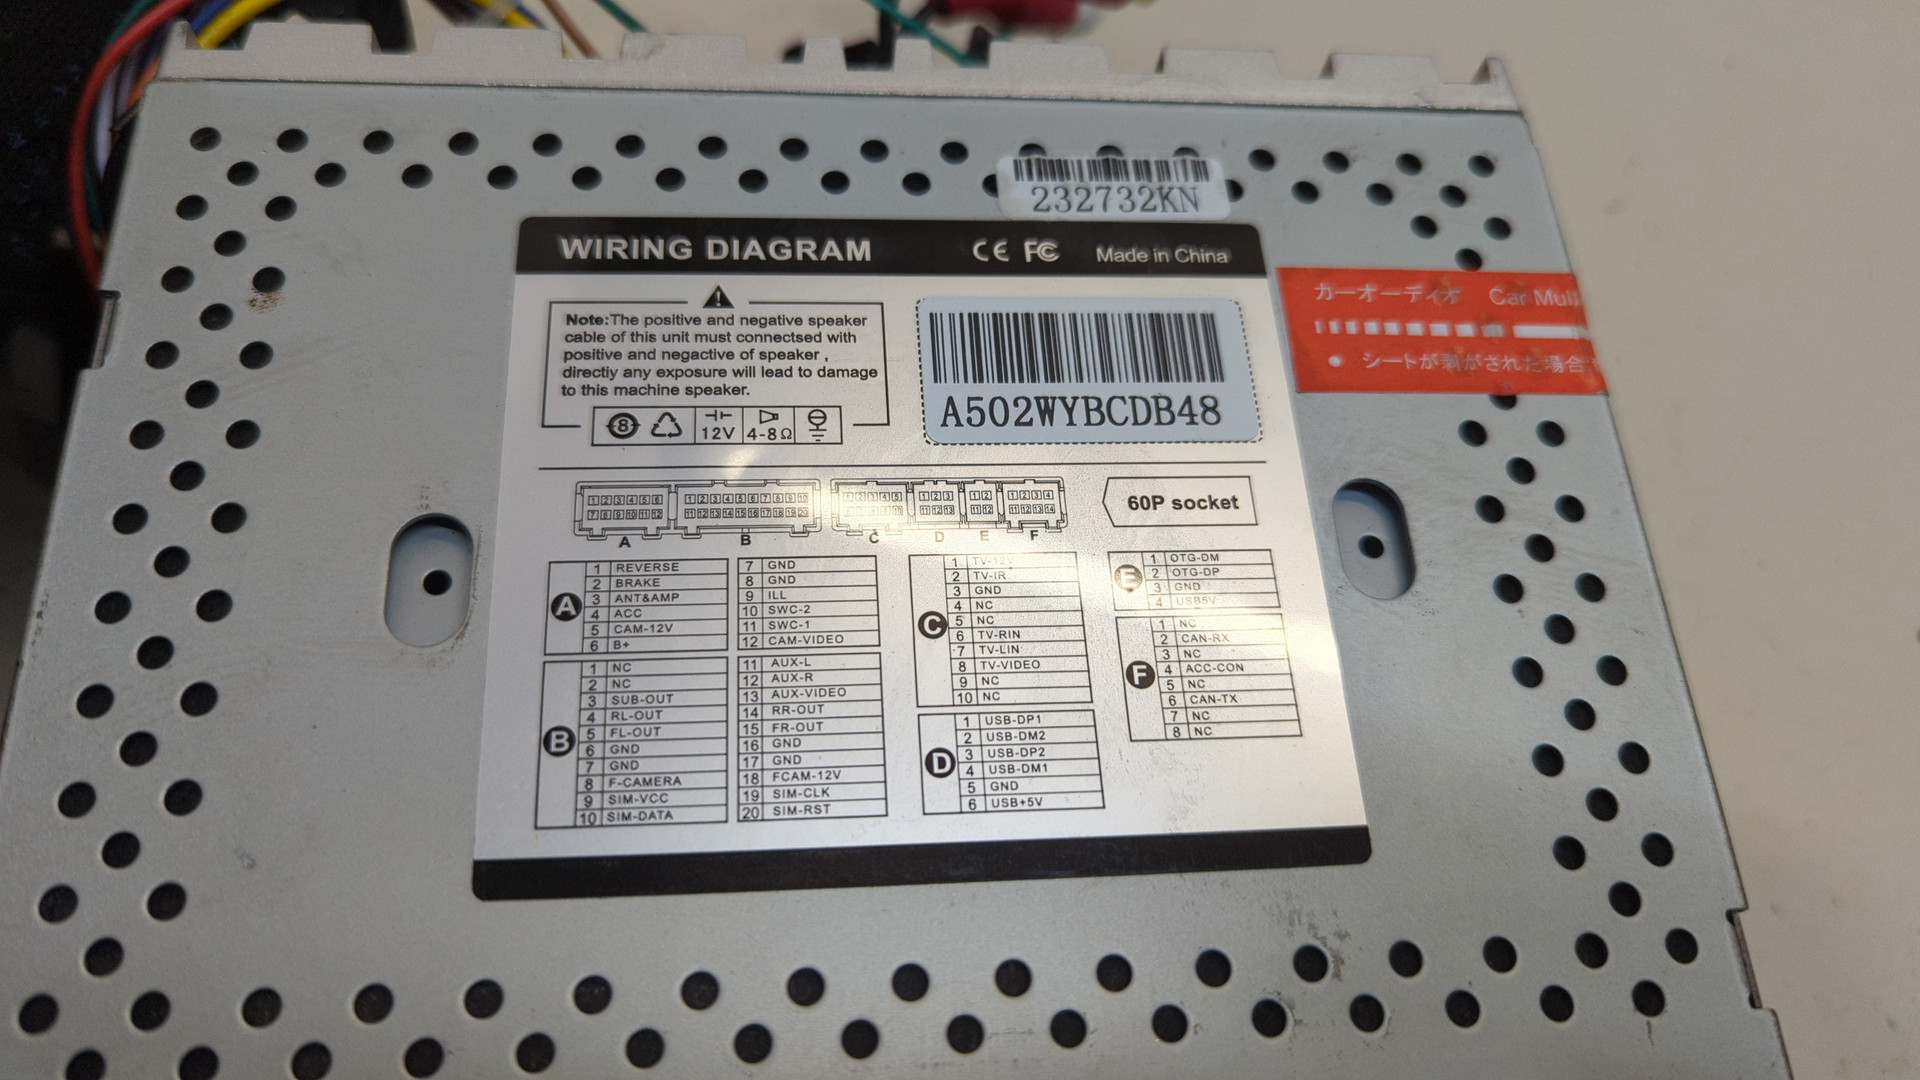 232732KN
WIRING DIAGRAM CE FC Made in China
Note:The positive and negative speaker
cable of this unit must connectsed with
positive and negactive of speaker ,
directiy any exposure will lead to damage
to this machine speaker.
8 12V 4-8Ω
A502WYBCDB48
カーオーディオ Car Multi
• シートが剥がされた場合
60P socket
A B C D E F
A
1 REVERSE
2 BRAKE
3 ANT&AMP
4 ACC
5 CAM-12V
6 B+
7 GND
8 GND
9 ILL
10 SWC-2
11 SWC-1
12 CAM-VIDEO
B
1 NC
2 NC
3 SUB-OUT
4 RL-OUT
5 FL-OUT
6 GND
7 GND
8 F-CAMERA
9 SIM-VCC
10 SIM-DATA
11 AUX-L
12 AUX-R
13 AUX-VIDEO
14 RR-OUT
15 FR-OUT
16 GND
17 GND
18 FCAM-12V
19 SIM-CLK
20 SIM-RST
C
1 TV-12V
2 TV-IR
3 GND
4 NC
5 NC
6 TV-RIN
7 TV-LIN
8 TV-VIDEO
9 NC
10 NC
D
1 USB-DP1
2 USB-DM2
3 USB-DP2
4 USB-DM1
5 GND
6 USB+5V
E
1 OTG-DM
2 OTG-DP
3 GND
4 USB5V
F
1 NC
2 CAN-RX
3 NC
4 ACC-CON
5 NC
6 CAN-TX
7 NC
8 NC